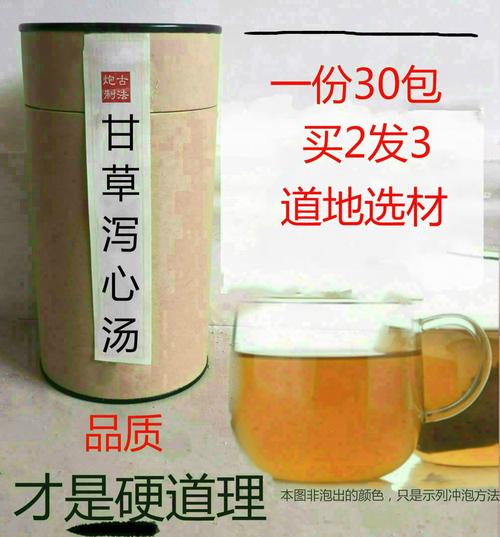 古法
炮制
甘草泻心汤
一份30包
买2发3
道地选材
品质
才是硬道理
本图非泡出的颜色，只是示列冲泡方法